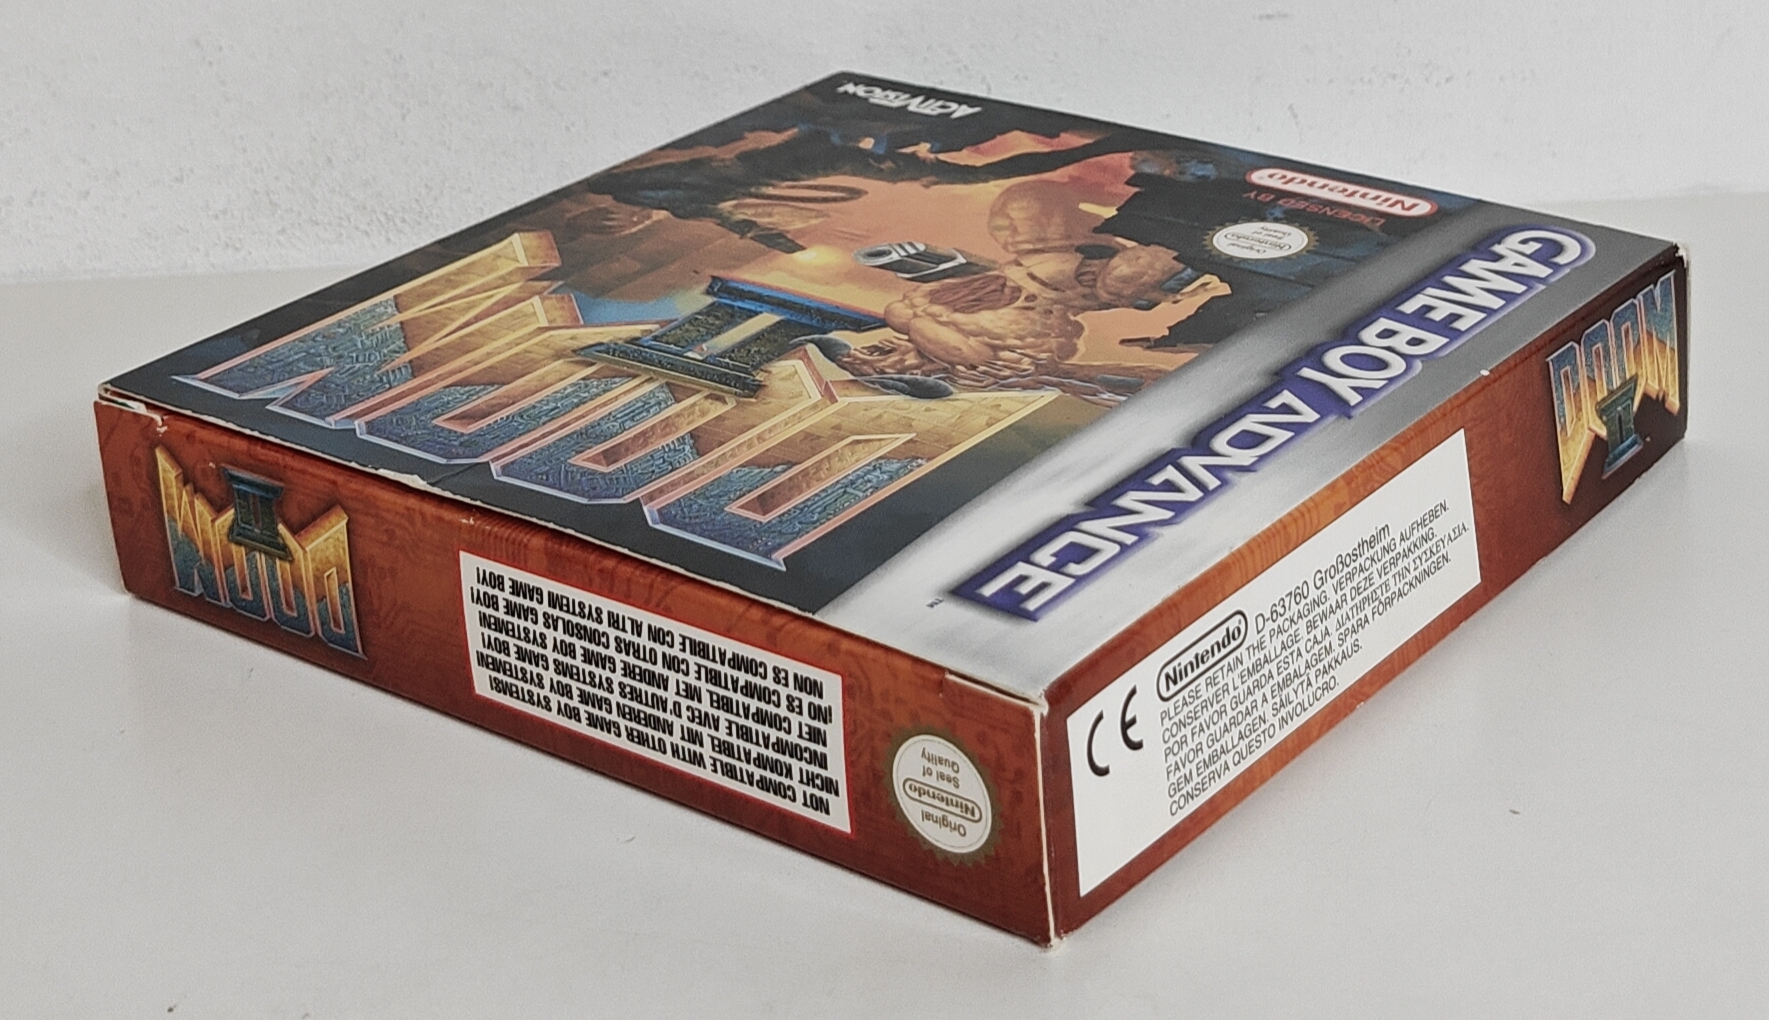 ACTIVISION
LICENSED BY
Nintendo®
Original
Nintendo
Seal of
Quality
GAME BOY ADVANCE™
DOOM
II
DOOM
II
NOT COMPATIBLE WITH OTHER GAME BOY SYSTEMS!
NICHT KOMPATIBEL MIT ANDEREN GAME BOY SYSTEMEN!
INCOMPATIBLE AVEC D'AUTRES SYSTEMS GAME BOY!
NIET COMPATIBEL MET ANDERE GAME BOY SYSTEMEN!
¡NO ES COMPATIBLE CON OTRAS CONSOLAS GAME BOY!
NON ES COMPATIBILE CON ALTRI SYSTEMI GAME BOY!
Original
Nintendo
Seal of
Quality
CE
Nintendo D-63760 Großostheim
PLEASE RETAIN THE PACKAGING. VERPACKUNG AUFHEBEN.
CONSERVER L'EMBALLAGE. BEWAAR DEZE VERPAKKING.
POR FAVOR GUARDA ESTA CAJA. ΔΙΑΤΗΡΙΣΤΕ ΤΗΝ ΣΥΣΚΕΥΑΣΙΑ.
FAVOR GUARDAR A EMBALAGEM. SPARA FÖRPACKNINGEN.
GEM EMBALLAGEN. SÄILYTÄ PAKKAUS.
CONSERVA QUESTO INVOLUCRO.
DOOM
II